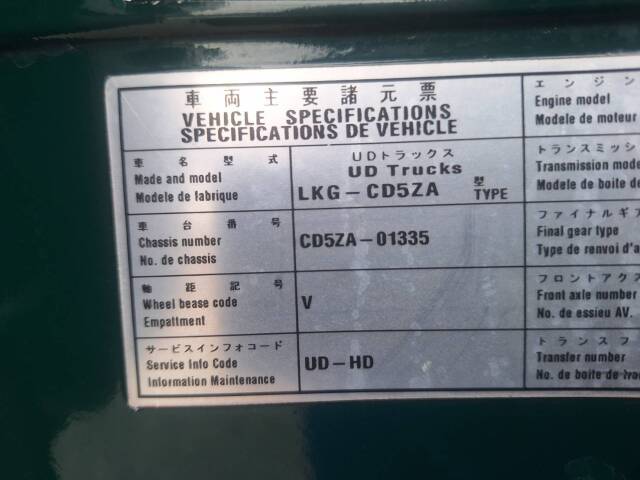 車両主要諸元票
VEHICLE SPECIFICATIONS
SPECIFICATIONS DE VEHICLE
車名型式
Made and model
Modele de fabrique
UDトラックス
UD Trucks
LKG-CD5ZA 型 TYPE
車台番号
Chassis number
No. de chassis
CD5ZA-01335
軸距記号
Wheel bease code
Empattment
V
サービスインフォコード
Service Info Code
Information Maintenance
UD-HD
エンジン
Engine model
Modele de moteur
トランスミッシ
Transmission mode
Modele de boite de
ファイナルギア
Final gear type
Type de renvoi d'a
フロントアクス
Front axle number
No. de essieu AV.
トランスフ
Transfer number
No. de boite de tra